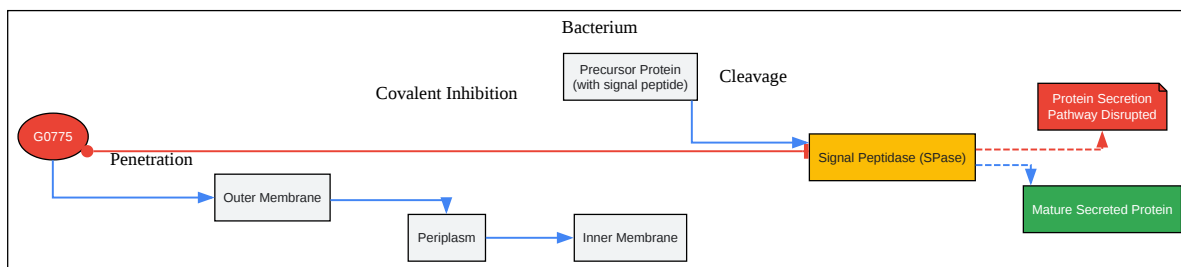 Bacterium
Precursor Protein
(with signal peptide)
Cleavage
Covalent Inhibition
Protein Secretion
Pathway Disrupted
G0775
Penetration
Signal Peptidase (SPase)
Outer Membrane
Mature Secreted Protein
Periplasm
Inner Membrane